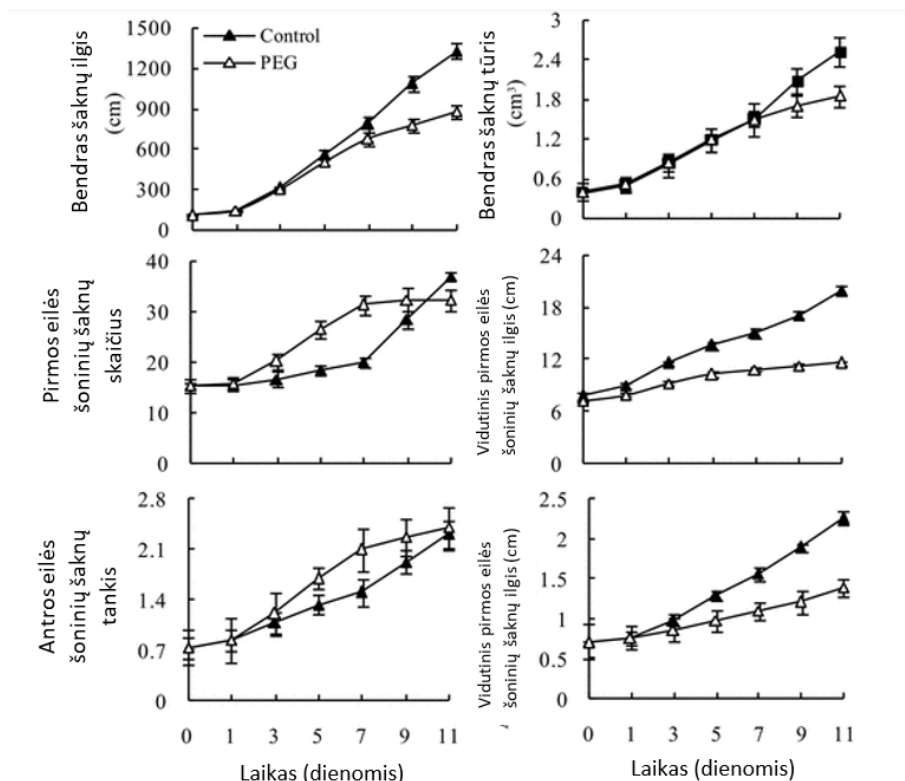 Bendras šaknų ilgis
(cm)
1500
1200
900
600
300
0
Control
PEG
Bendras šaknų tūris
(cm³)
3
2.4
1.8
1.2
0.6
0
Pirmos eilės
šoninių šaknų
skaičius
40
30
20
10
0
Vidutinis pirmos eilės
šoninių šaknų ilgis (cm)
24
18
12
6
0
Antros eilės
šoninių šaknų
tankis
2.8
2.1
1.4
0.7
0
0 1 3 5 7 9 11
Laikas (dienomis)
Vidutinis pirmos eilės
šoninių šaknų ilgis (cm)
2.5
2
1.5
1
0.5
0
0 1 3 5 7 9 11
Laikas (dienomis)